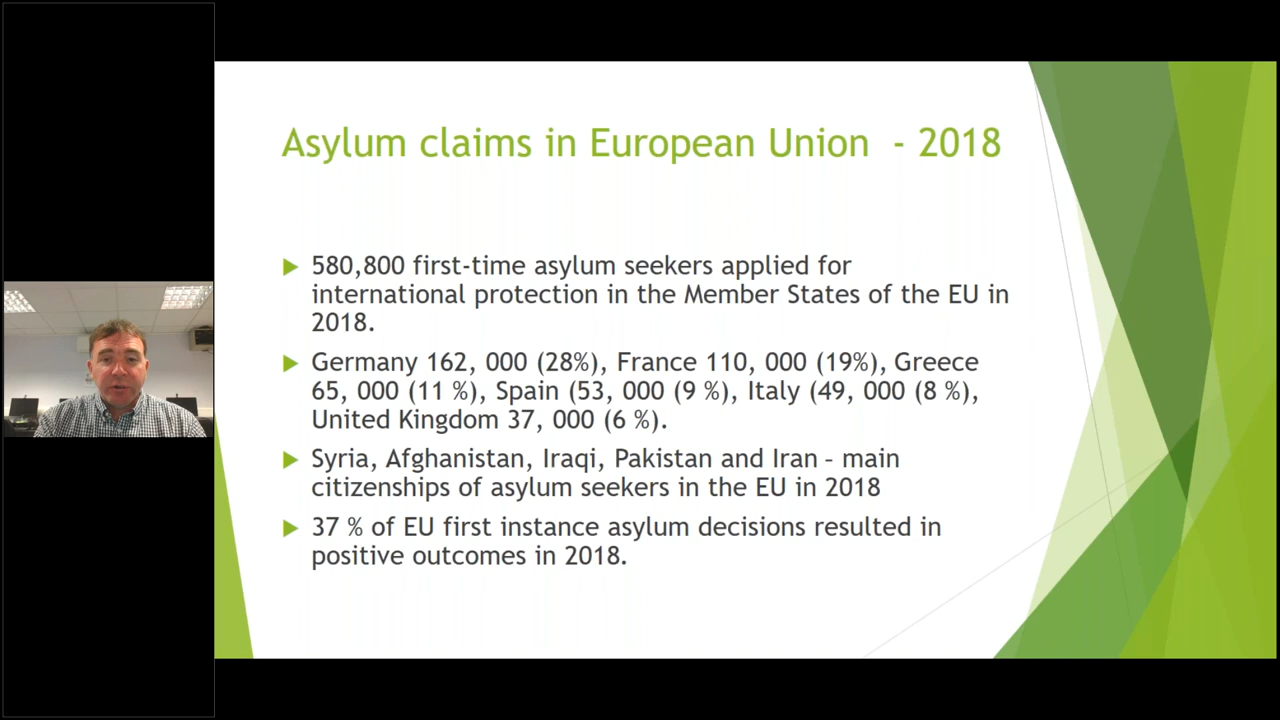 Asylum claims in European Union - 2018
580,800 first-time asylum seekers applied for
international protection in the Member States of the EU in
2018.
Germany 162, 000 (28%), France 110, 000 (19%), Greece
65, 000 (11 %), Spain (53, 000 (9 %), Italy (49, 000 (8 %),
United Kingdom 37, 000 (6 %).
Syria, Afghanistan, Iraqi, Pakistan and Iran – main
citizenships of asylum seekers in the EU in 2018
37 % of EU first instance asylum decisions resulted in
positive outcomes in 2018.